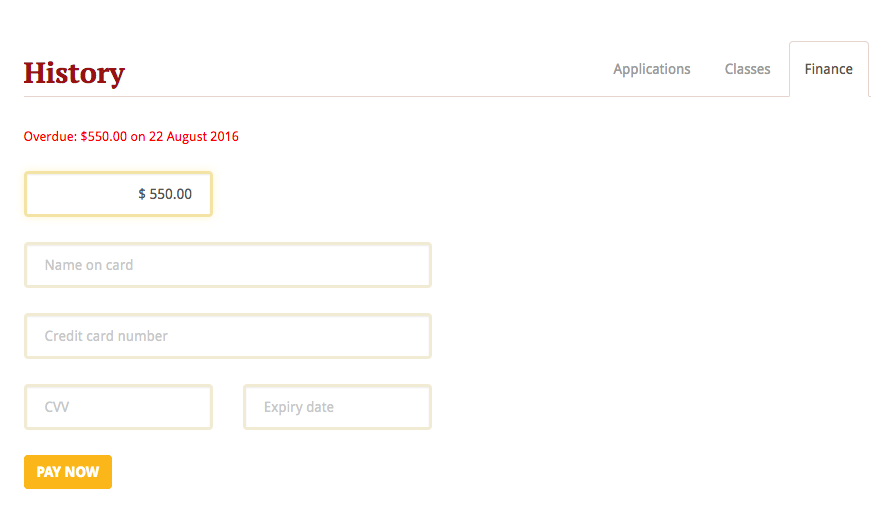 History
Applications
Classes
Finance
Overdue: $550.00 on 22 August 2016
$ 550.00
Name on card
Credit card number
CVV
Expiry date
PAY NOW